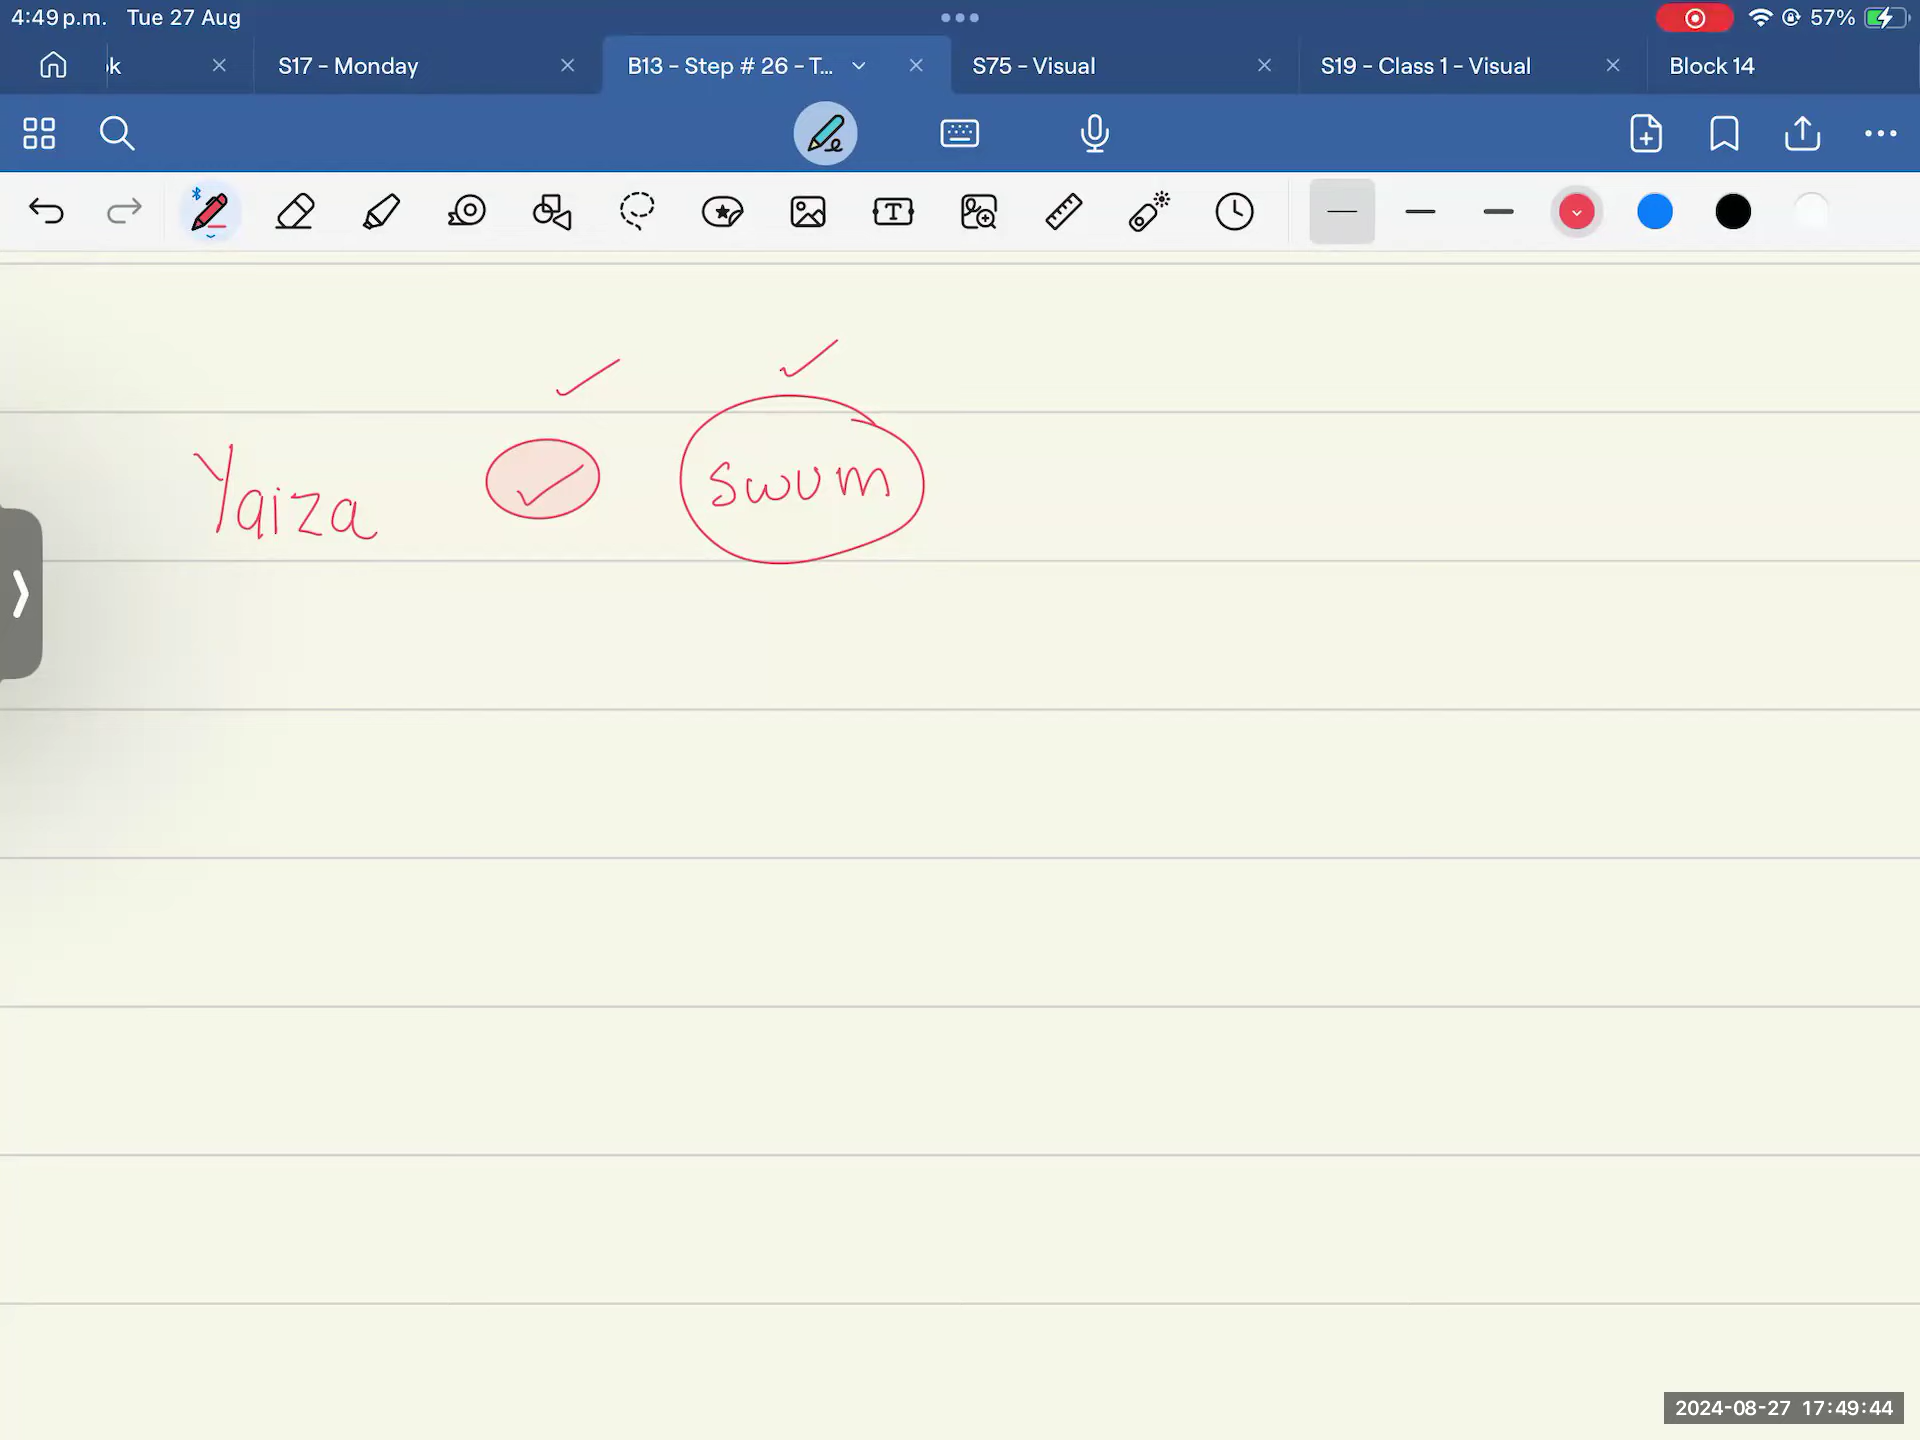 4:49 p.m. Tue 27 Aug 57%
ok S17 - Monday B13 - Step # 26 - T... S75 - Visual S19 - Class 1 - Visual Block 14
T
Yaiza swum
2024-08-27 17:49:44